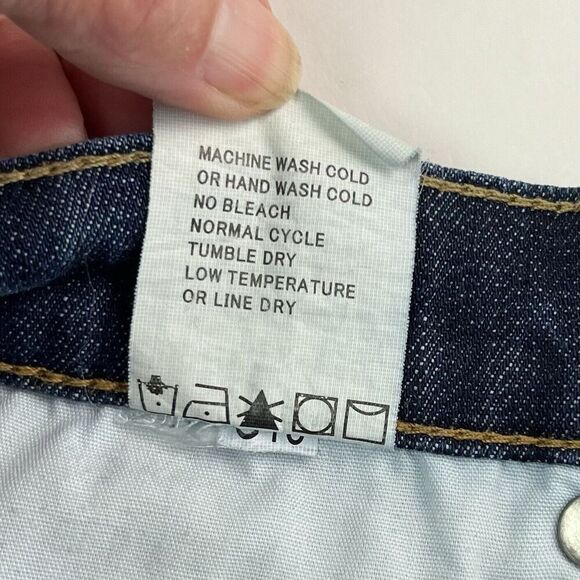 MACHINE WASH COLD
OR HAND WASH COLD
NO BLEACH
NORMAL CYCLE
TUMBLE DRY
LOW TEMPERATURE
OR LINE DRY